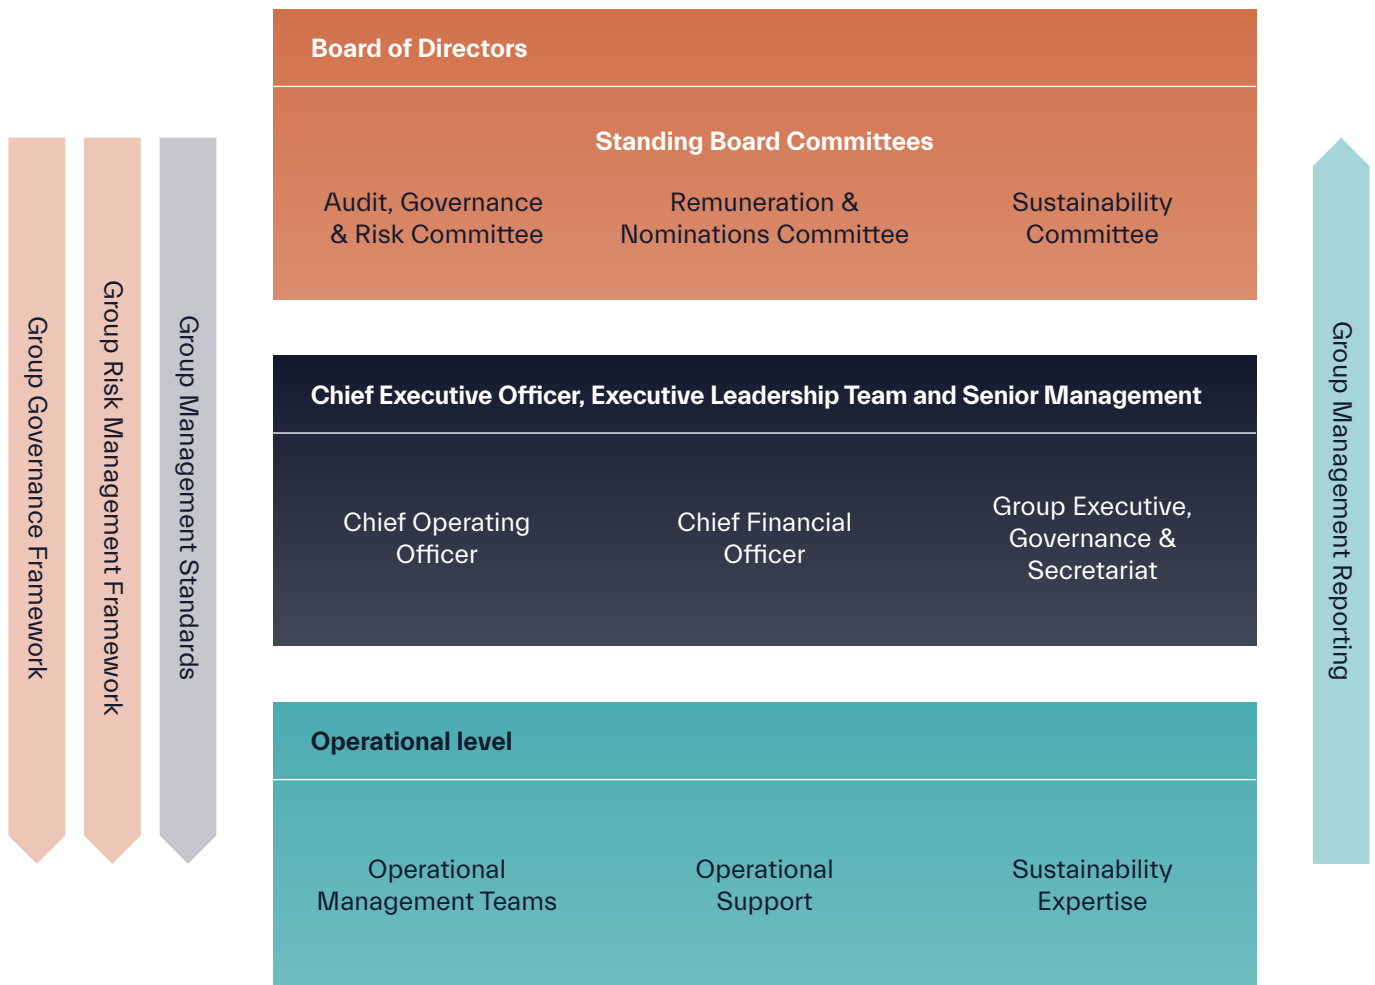 Board of Directors
Standing Board Committees
Audit, Governance
& Risk Committee
Remuneration &
Nominations Committee
Sustainability
Committee
Chief Executive Officer, Executive Leadership Team and Senior Management
Chief Operating
Officer
Chief Financial
Officer
Group Executive,
Governance &
Secretariat
Operational level
Operational
Management Teams
Operational
Support
Sustainability
Expertise
Group Governance Framework
Group Risk Management Framework
Group Management Standards
Group Management Reporting